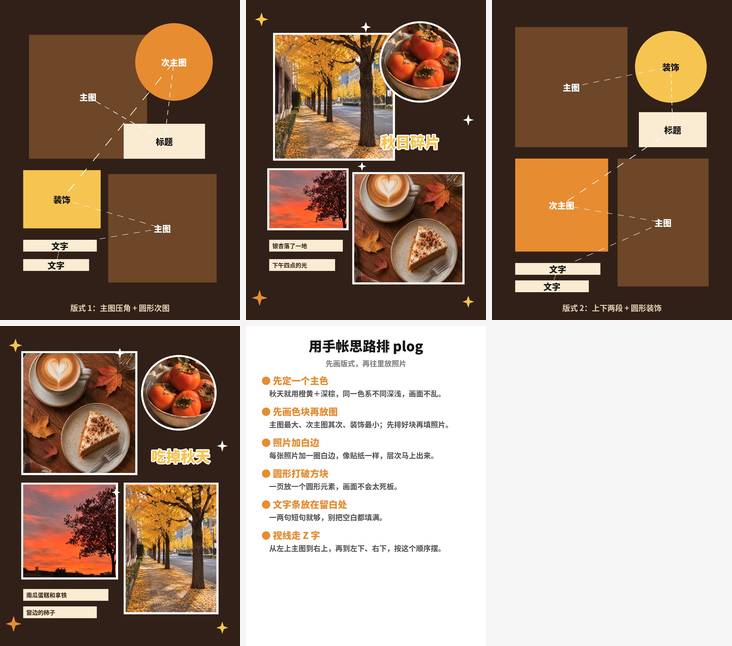 次主图
主图
标题
装饰
主图
文字
文字
版式 1：主图压角 + 圆形次图
秋日碎片
银杏落了一地
下午四点的光
装饰
主图
标题
次主图
主图
文字
文字
版式 2：上下两段 + 圆形装饰
吃掉秋天
南瓜蛋糕和拿铁
窗边的柿子
用手帐思路排 plog
先画版式，再往里放照片
先定一个主色
秋天就用橙黄＋深棕，同一色系不同深浅，画面不乱。
先画色块再放图
主图最大、次主图其次、装饰最小；先排好块再填照片。
照片加白边
每张照片加一圈白边，像贴纸一样，层次马上出来。
圆形打破方块
一页放一个圆形元素，画面不会太死板。
文字条放在留白处
一两句短句就够，别把空白都填满。
视线走 Z 字
从左上主图到右上，再到左下、右下，按这个顺序摆。